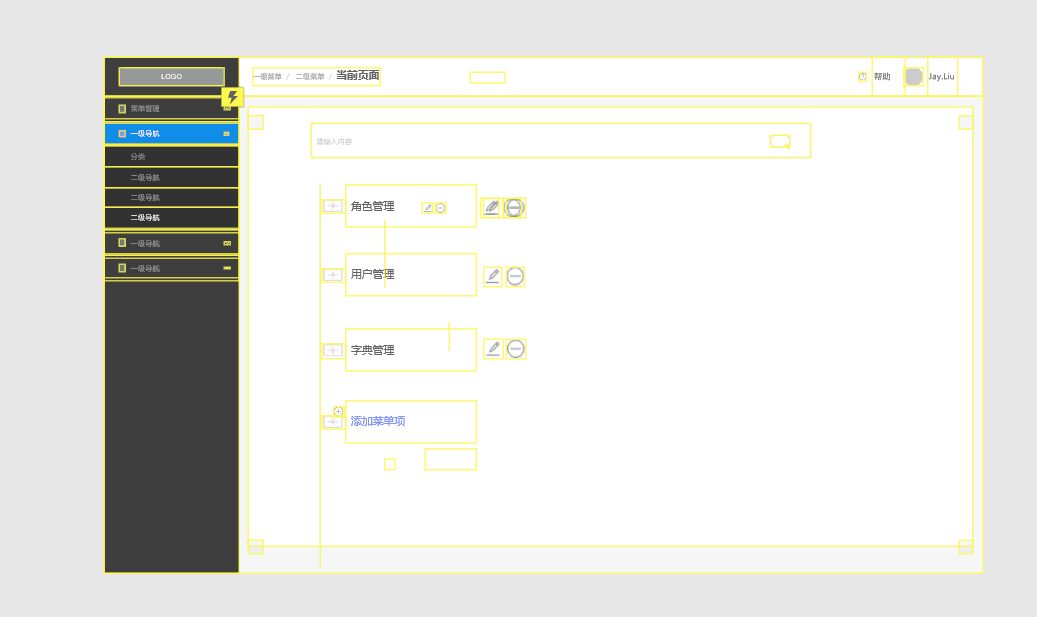 LOGO
一级菜单 / 二级菜单 / 当前页面
帮助
Jay.Liu
菜单管理
一级导航
分类
二级导航
二级导航
二级导航
一级导航
一级导航
请输入内容
角色管理
用户管理
字典管理
添加菜单项